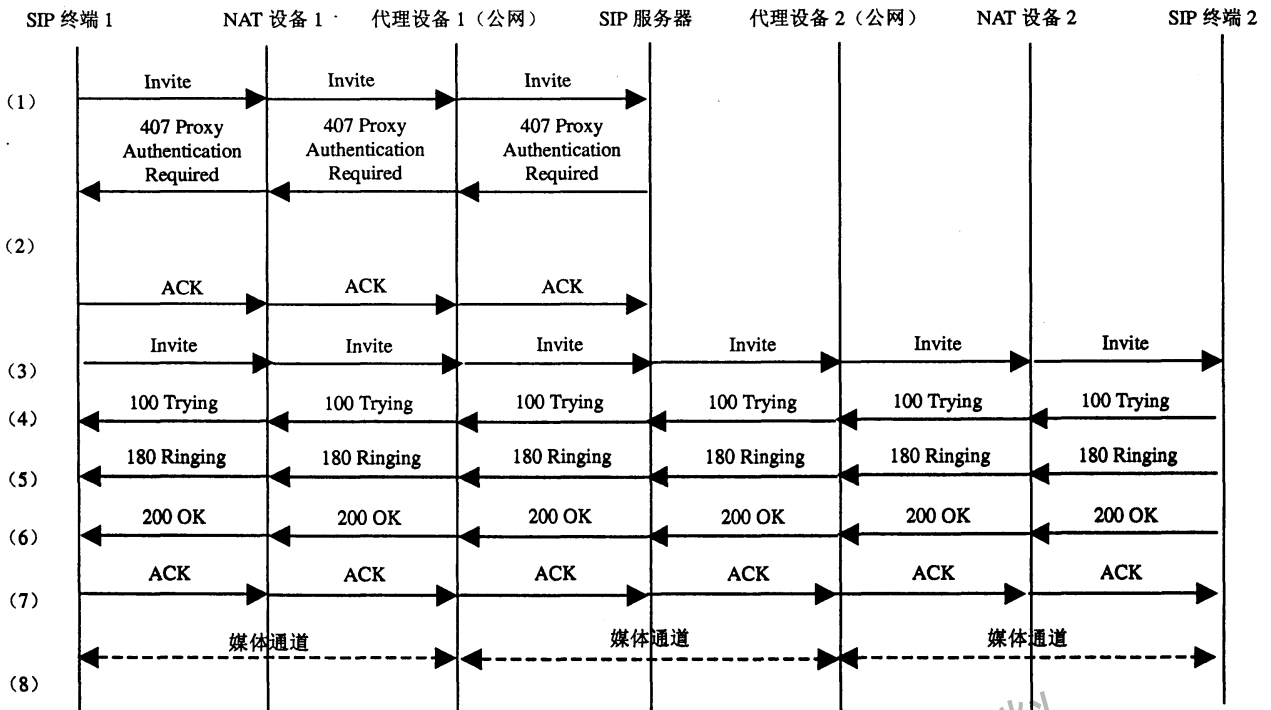 SIP 终端 1 NAT 设备 1 代理设备 1（公网） SIP 服务器 代理设备 2（公网） NAT 设备 2 SIP 终端 2
（1） Invite Invite Invite
407 Proxy Authentication Required 407 Proxy Authentication Required 407 Proxy Authentication Required
（2）
ACK ACK ACK
（3） Invite Invite Invite Invite Invite Invite
（4） 100 Trying 100 Trying 100 Trying 100 Trying 100 Trying 100 Trying
（5） 180 Ringing 180 Ringing 180 Ringing 180 Ringing 180 Ringing 180 Ringing
（6） 200 OK 200 OK 200 OK 200 OK 200 OK 200 OK
（7） ACK ACK ACK ACK ACK ACK
媒体通道 媒体通道 媒体通道
（8）